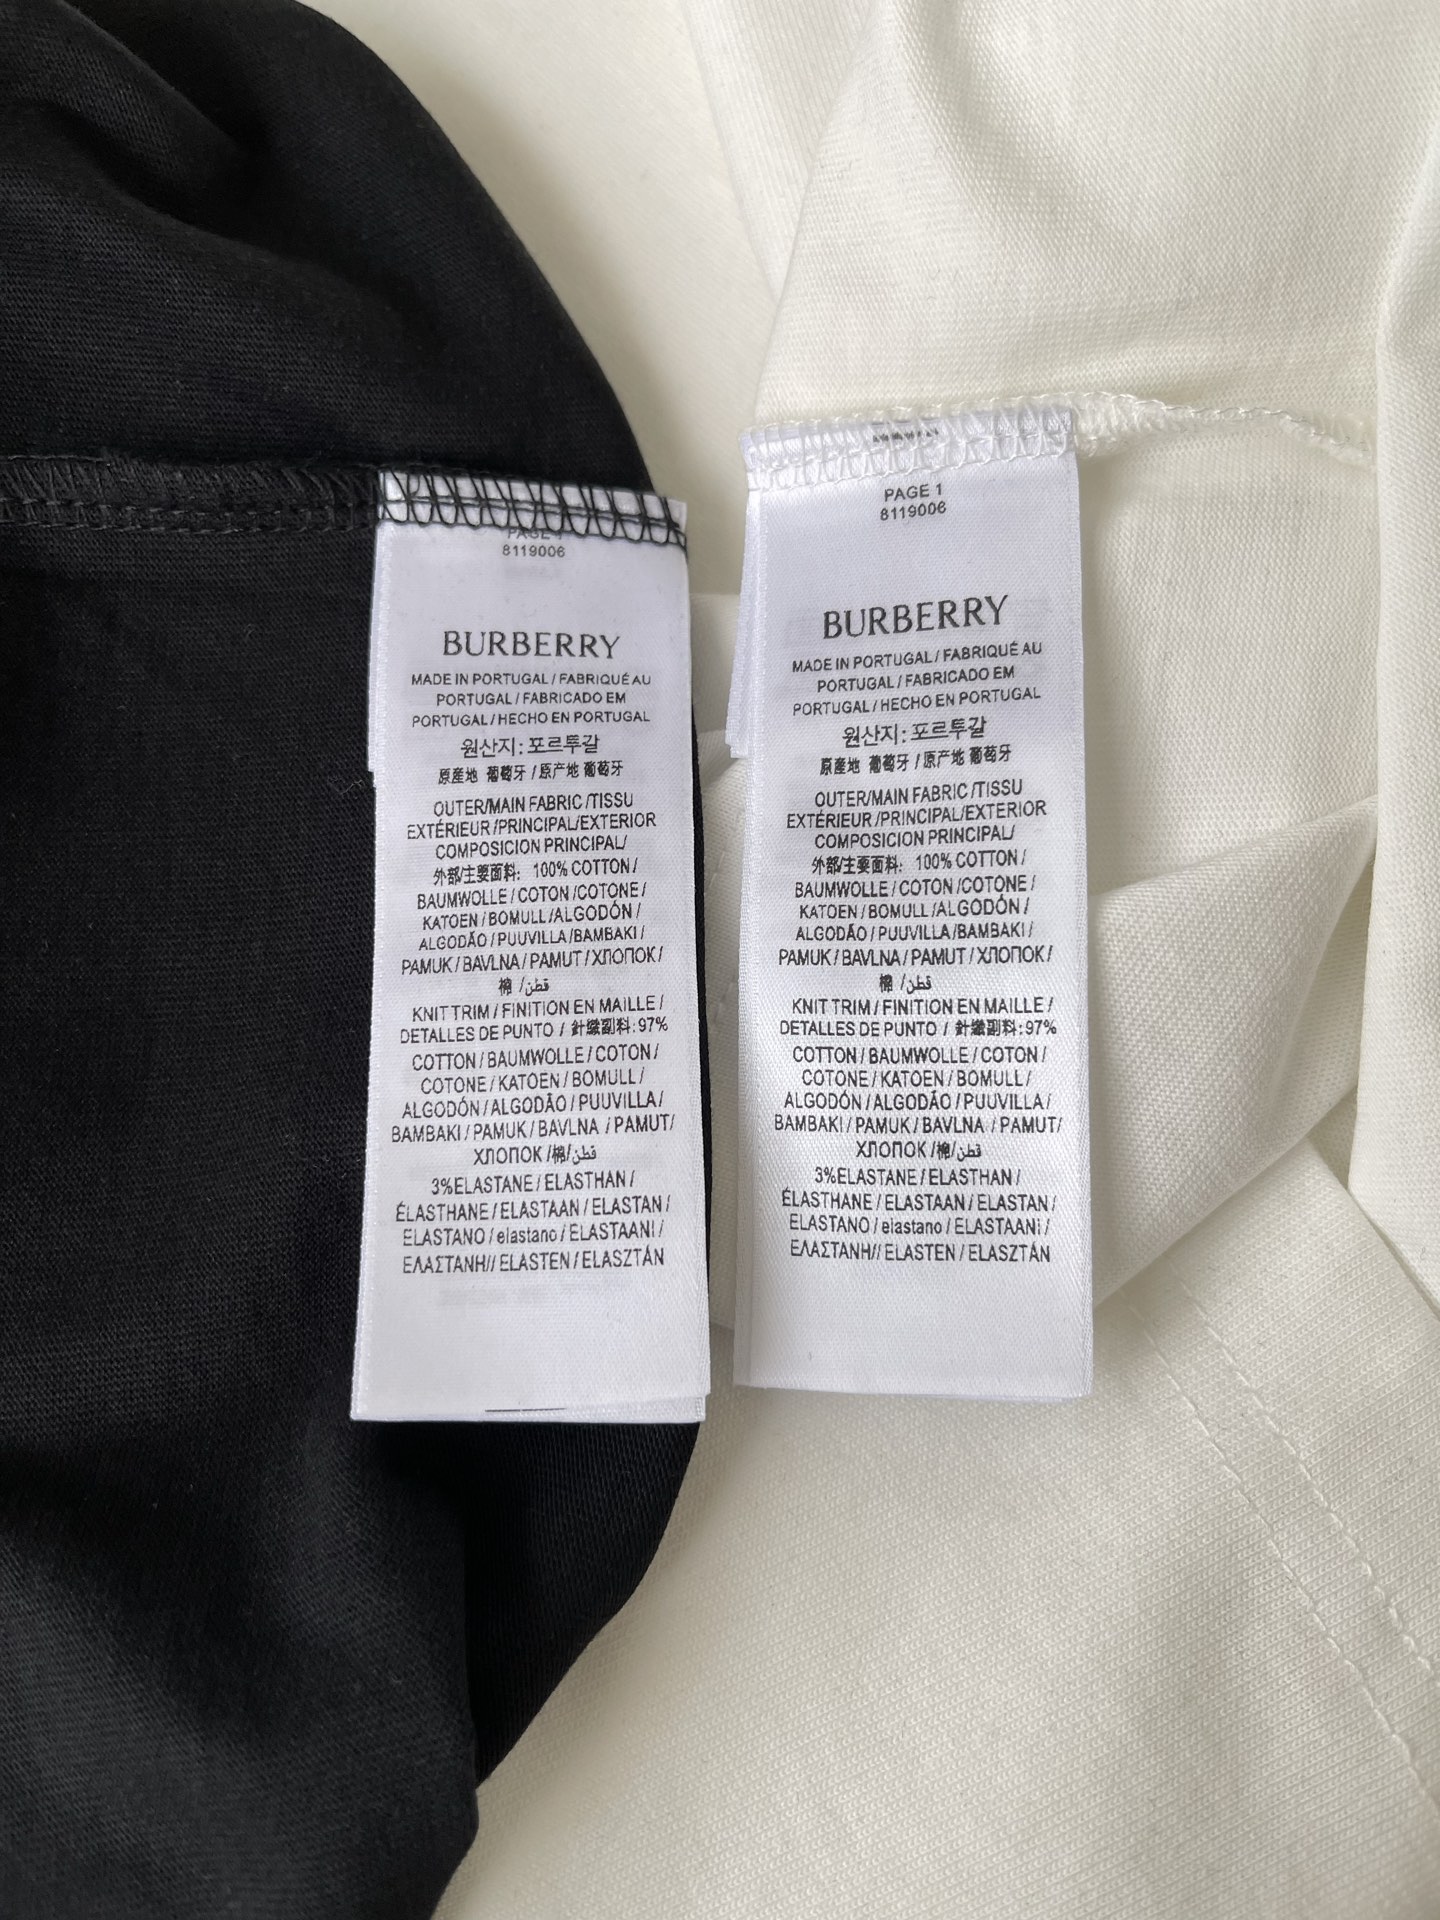 PAGE 1
8119006
BURBERRY
MADE IN PORTUGAL / FABRIQUÉ AU
PORTUGAL / FABRICADO EM
PORTUGAL / HECHO EN PORTUGAL
원산지: 포르투갈
原産地 葡萄牙 / 原产地 葡萄牙
OUTER/MAIN FABRIC /TISSU
EXTÉRIEUR /PRINCIPAL/EXTERIOR
COMPOSICION PRINCIPAL/
外部/主要面料: 100% COTTON /
BAUMWOLLE / COTON /COTONE /
KATOEN / BOMULL /ALGODÓN /
ALGODÃO / PUUVILLA /BAMBAKI /
PAMUK / BAVLNA / PAMUT / ХЛОПОК /
棉 /قطن
KNIT TRIM / FINITION EN MAILLE /
DETALLES DE PUNTO / 針織副料:97%
COTTON / BAUMWOLLE / COTON /
COTONE / KATOEN / BOMULL /
ALGODÓN / ALGODÃO / PUUVILLA /
BAMBAKI / PAMUK / BAVLNA / PAMUT/
ХЛОПОК /棉/قطن
3%ELASTANE / ELASTHAN /
ÉLASTHANE / ELASTAAN / ELASTAN /
ELASTANO / elastano / ELASTAANI /
ΕΛΑΣΤΑΝΗ// ELASTEN / ELASZTÁN
PAGE 1
8119006
BURBERRY
MADE IN PORTUGAL / FABRIQUÉ AU
PORTUGAL / FABRICADO EM
PORTUGAL / HECHO EN PORTUGAL
원산지: 포르투갈
原産地 葡萄牙 / 原产地 葡萄牙
OUTER/MAIN FABRIC /TISSU
EXTÉRIEUR /PRINCIPAL/EXTERIOR
COMPOSICION PRINCIPAL/
外部/主要面料: 100% COTTON /
BAUMWOLLE / COTON /COTONE /
KATOEN / BOMULL /ALGODÓN /
ALGODÃO / PUUVILLA /BAMBAKI /
PAMUK / BAVLNA / PAMUT / ХЛОПОК /
棉 /قطن
KNIT TRIM / FINITION EN MAILLE /
DETALLES DE PUNTO / 針織副料:97%
COTTON / BAUMWOLLE / COTON /
COTONE / KATOEN / BOMULL /
ALGODÓN / ALGODÃO / PUUVILLA /
BAMBAKI / PAMUK / BAVLNA / PAMUT/
ХЛОПОК /棉/قطن
3%ELASTANE / ELASTHAN /
ÉLASTHANE / ELASTAAN / ELASTAN /
ELASTANO / elastano / ELASTAANI /
ΕΛΑΣΤΑΝΗ// ELASTEN / ELASZTÁN